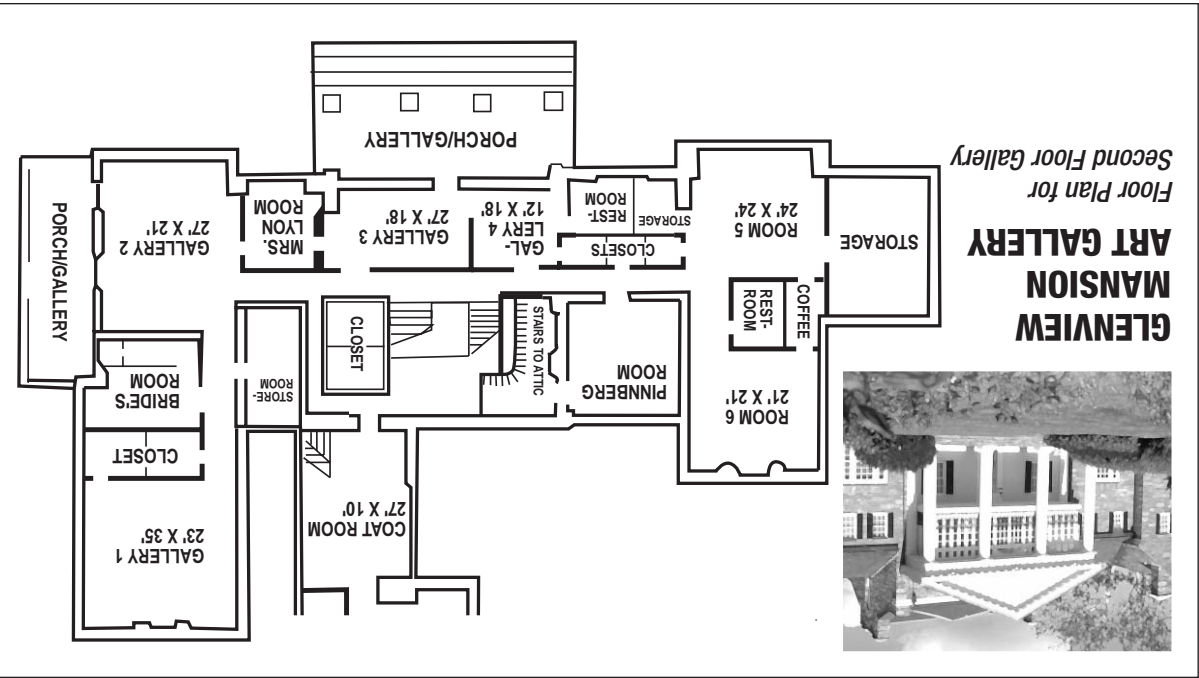 GLENVIEW
MANSION
ART GALLERY
Floor Plan for
Second Floor Gallery
COAT ROOM
27' X 10'
GALLERY 1
23' X 35'
CLOSET
BRIDE'S
ROOM
ROOM 6
21' X 21'
PINNBERG
ROOM
STAIRS TO ATTIC
CLOSET
STORE-
ROOM
COFFEE
REST-
ROOM
STORAGE
ROOM 5
24' X 24'
CLOSETS
STORAGE
REST-
ROOM
GAL-
LERY 4
12' X 18'
GALLERY 3
27' X 18'
MRS.
LYON
ROOM
GALLERY 2
27' X 21'
PORCH/GALLERY
PORCH/GALLERY